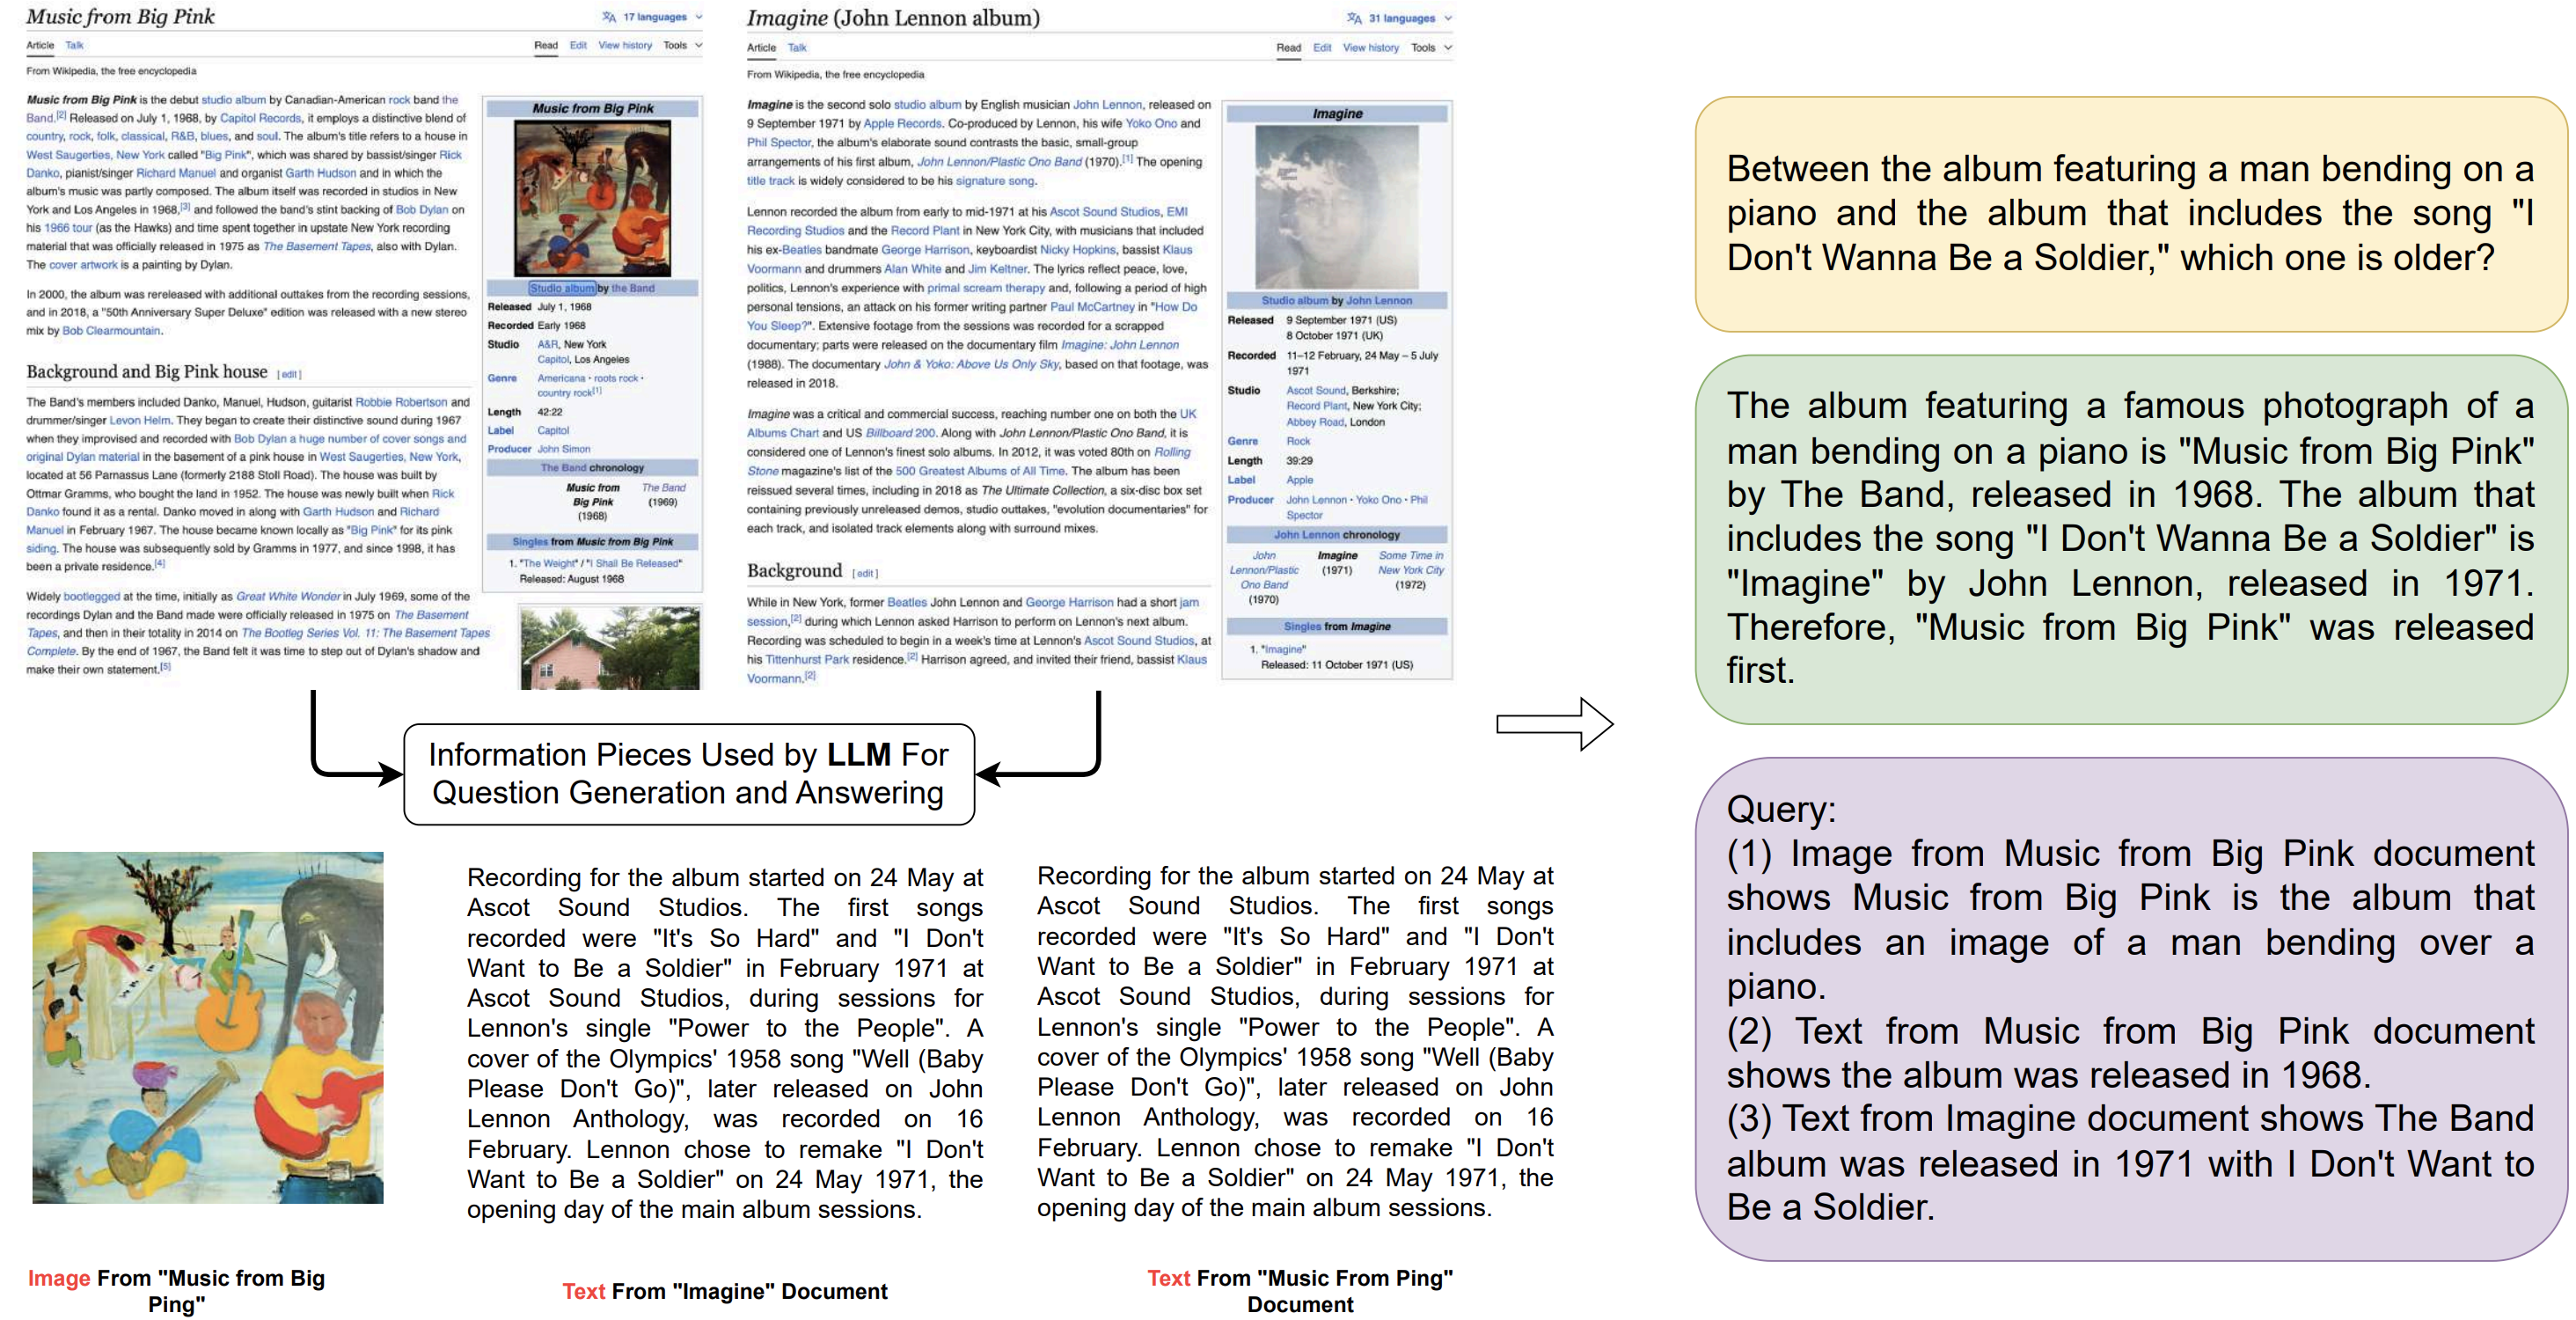 Music from Big Pink
17 languages
Article Talk
Read Edit View history Tools
From Wikipedia, the free encyclopedia
Music from Big Pink is the debut studio album by Canadian-American rock band the
Band.[2] Released on July 1, 1968, by Capitol Records, it employs a distinctive blend of
country, rock, folk, classical, R&B, blues, and soul. The album's title refers to a house in
West Saugerties, New York called "Big Pink", which was shared by bassist/singer Rick
Danko, pianist/singer Richard Manuel and organist Garth Hudson and in which the
album's music was partly composed. The album itself was recorded in studios in New
York and Los Angeles in 1968,[3] and followed the band's stint backing of Bob Dylan on
his 1966 tour (as the Hawks) and time spent together in upstate New York recording
material that was officially released in 1975 as The Basement Tapes, also with Dylan.
The cover artwork is a painting by Dylan.
In 2000, the album was rereleased with additional outtakes from the recording sessions,
and in 2018, a "50th Anniversary Super Deluxe" edition was released with a new stereo
mix by Bob Clearmountain.
Background and Big Pink house [edit]
The Band's members included Danko, Manuel, Hudson, guitarist Robbie Robertson and
drummer/singer Levon Helm. They began to create their distinctive sound during 1967
when they improvised and recorded with Bob Dylan a huge number of cover songs and
original Dylan material in the basement of a pink house in West Saugerties, New York,
located at 56 Parnassus Lane (formerly 2188 Stoll Road). The house was built by
Ottmar Gramms, who bought the land in 1952. The house was newly built when Rick
Danko found it as a rental. Danko moved in along with Garth Hudson and Richard
Manuel in February 1967. The house became known locally as "Big Pink" for its pink
siding. The house was subsequently sold by Gramms in 1977, and since 1998, it has
been a private residence.[4]
Widely bootlegged at the time, initially as Great White Wonder in July 1969, some of the
recordings Dylan and the Band made were officially released in 1975 on The Basement
Tapes, and then in their totality in 2014 on The Bootleg Series Vol. 11: The Basement Tapes
Complete. By the end of 1967, the Band felt it was time to step out of Dylan's shadow and
make their own statement.[5]
Music from Big Pink
Studio album by the Band
Released July 1, 1968
Recorded Early 1968
Studio A&R, New York
Capitol, Los Angeles
Genre Americana · roots rock ·
country rock[1]
Length 42:22
Label Capitol
Producer John Simon
The Band chronology
Music from The Band
Big Pink (1969)
(1968)
Singles from Music from Big Pink
1. "The Weight" / "I Shall Be Released"
Released: August 1968
Imagine (John Lennon album)
31 languages
Article Talk
Read Edit View history Tools
From Wikipedia, the free encyclopedia
Imagine is the second solo studio album by English musician John Lennon, released on
9 September 1971 by Apple Records. Co-produced by Lennon, his wife Yoko Ono and
Phil Spector, the album's elaborate sound contrasts the basic, small-group
arrangements of his first album, John Lennon/Plastic Ono Band (1970).[1] The opening
title track is widely considered to be his signature song.
Lennon recorded the album from early to mid-1971 at his Ascot Sound Studios, EMI
Recording Studios and the Record Plant in New York City, with musicians that included
his ex-Beatles bandmate George Harrison, keyboardist Nicky Hopkins, bassist Klaus
Voormann and drummers Alan White and Jim Keltner. The lyrics reflect peace, love,
politics, Lennon's experience with primal scream therapy and, following a period of high
personal tensions, an attack on his former writing partner Paul McCartney in "How Do
You Sleep?". Extensive footage from the sessions was recorded for a scrapped
documentary; parts were released on the documentary film Imagine: John Lennon
(1988). The documentary John & Yoko: Above Us Only Sky, based on that footage, was
released in 2018.
Imagine was a critical and commercial success, reaching number one on both the UK
Albums Chart and US Billboard 200. Along with John Lennon/Plastic Ono Band, it is
considered one of Lennon's finest solo albums. In 2012, it was voted 80th on Rolling
Stone magazine's list of the 500 Greatest Albums of All Time. The album has been
reissued several times, including in 2018 as The Ultimate Collection, a six-disc box set
containing previously unreleased demos, studio outtakes, "evolution documentaries" for
each track, and isolated track elements along with surround mixes.
Background [edit]
While in New York, former Beatles John Lennon and George Harrison had a short jam
session,[2] during which Lennon asked Harrison to perform on Lennon's next album.
Recording was scheduled to begin in a week's time at Lennon's Ascot Sound Studios, at
his Tittenhurst Park residence.[2] Harrison agreed, and invited their friend, bassist Klaus
Voormann.[2]
Imagine
Studio album by John Lennon
Released 9 September 1971 (US)
8 October 1971 (UK)
Recorded 11–12 February, 24 May – 5 July
1971
Studio Ascot Sound, Berkshire;
Record Plant, New York City;
Abbey Road, London
Genre Rock
Length 39:29
Label Apple
Producer John Lennon · Yoko Ono · Phil
Spector
John Lennon chronology
John Imagine Some Time in
Lennon/Plastic (1971) New York City
Ono Band (1972)
(1970)
Singles from Imagine
1. "Imagine"
Released: 11 October 1971 (US)
Information Pieces Used by LLM For
Question Generation and Answering
Image From "Music from Big
Ping"
Recording for the album started on 24 May at
Ascot Sound Studios. The first songs
recorded were "It's So Hard" and "I Don't
Want to Be a Soldier" in February 1971 at
Ascot Sound Studios, during sessions for
Lennon's single "Power to the People". A
cover of the Olympics' 1958 song "Well (Baby
Please Don't Go)", later released on John
Lennon Anthology, was recorded on 16
February. Lennon chose to remake "I Don't
Want to Be a Soldier" on 24 May 1971, the
opening day of the main album sessions.
Text From "Imagine" Document
Recording for the album started on 24 May at
Ascot Sound Studios. The first songs
recorded were "It's So Hard" and "I Don't
Want to Be a Soldier" in February 1971 at
Ascot Sound Studios, during sessions for
Lennon's single "Power to the People". A
cover of the Olympics' 1958 song "Well (Baby
Please Don't Go)", later released on John
Lennon Anthology, was recorded on 16
February. Lennon chose to remake "I Don't
Want to Be a Soldier" on 24 May 1971, the
opening day of the main album sessions.
Text From "Music From Ping"
Document
Between the album featuring a man bending on a
piano and the album that includes the song "I
Don't Wanna Be a Soldier," which one is older?
The album featuring a famous photograph of a
man bending on a piano is "Music from Big Pink"
by The Band, released in 1968. The album that
includes the song "I Don't Wanna Be a Soldier" is
"Imagine" by John Lennon, released in 1971.
Therefore, "Music from Big Pink" was released
first.
Query:
(1) Image from Music from Big Pink document
shows Music from Big Pink is the album that
includes an image of a man bending over a
piano.
(2) Text from Music from Big Pink document
shows the album was released in 1968.
(3) Text from Imagine document shows The Band
album was released in 1971 with I Don't Want to
Be a Soldier.